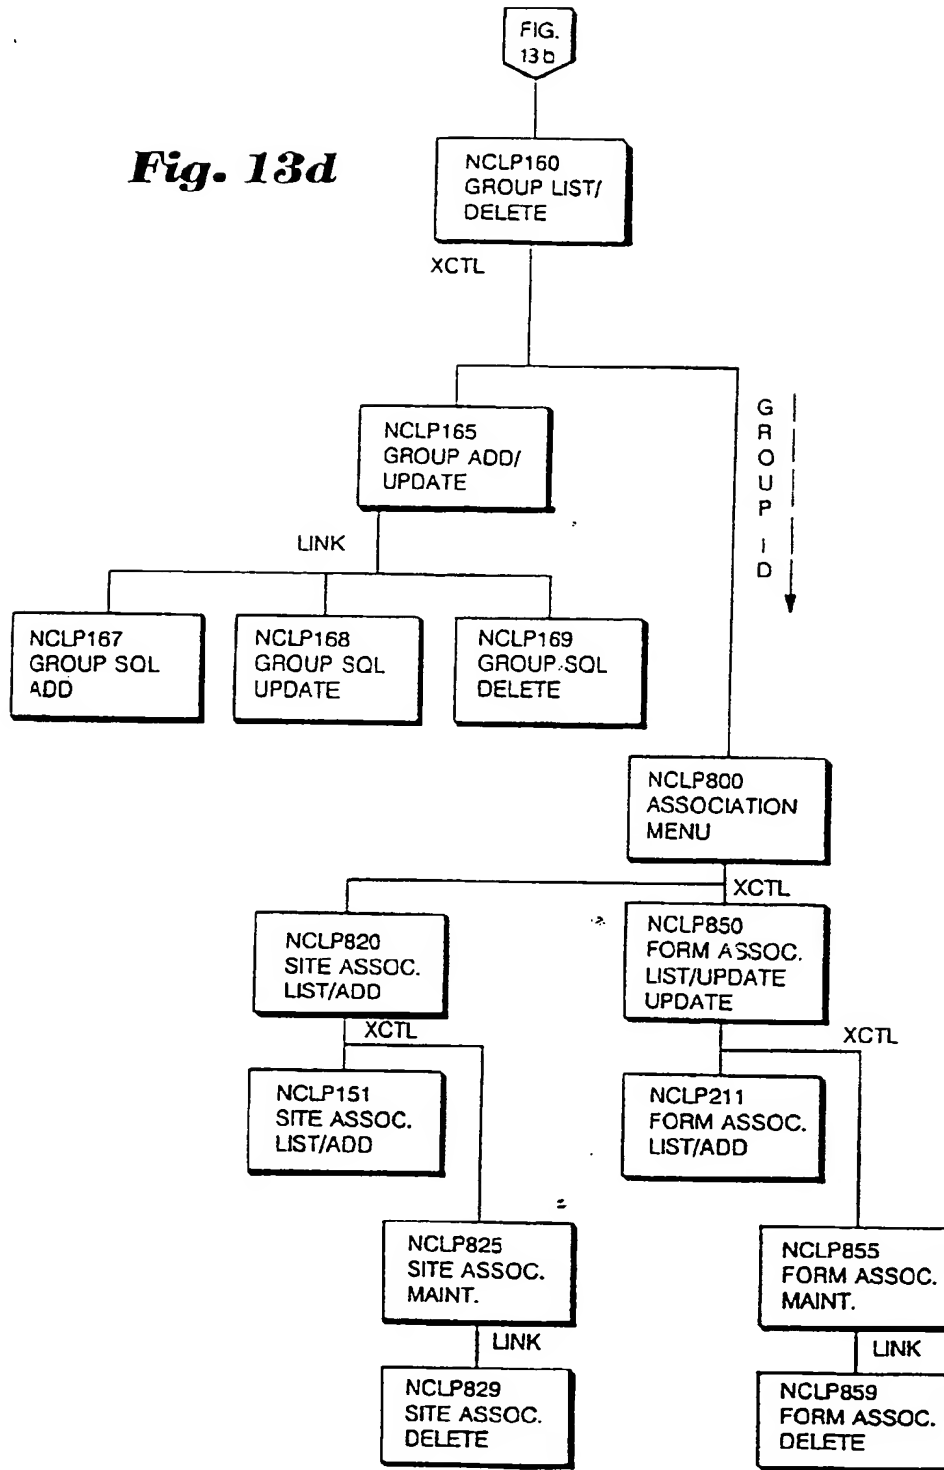 FIG.
13b
Fig. 13d
NCLP160
GROUP LIST/
DELETE
XCTL
NCLP165
GROUP ADD/
UPDATE
GROUP ID
LINK
NCLP167
GROUP SQL
ADD
NCLP168
GROUP SQL
UPDATE
NCLP169
GROUP SQL
DELETE
NCLP800
ASSOCIATION
MENU
XCTL
NCLP820
SITE ASSOC.
LIST/ADD
NCLP850
FORM ASSOC.
LIST/UPDATE
UPDATE
XCTL
XCTL
NCLP151
SITE ASSOC.
LIST/ADD
NCLP211
FORM ASSOC.
LIST/ADD
NCLP825
SITE ASSOC.
MAINT.
NCLP855
FORM ASSOC.
MAINT.
LINK
LINK
NCLP829
SITE ASSOC.
DELETE
NCLP859
FORM ASSOC.
DELETE